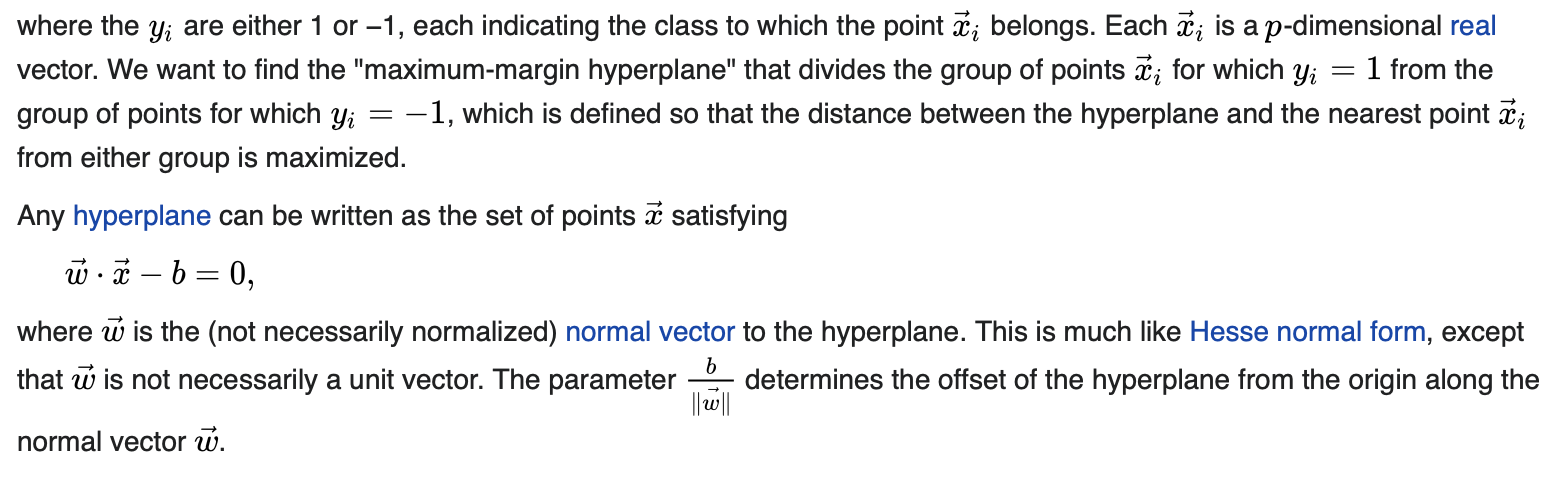 where the $y_i$ are either 1 or −1, each indicating the class to which the point $\vec{x}_i$ belongs. Each $\vec{x}_i$ is a $p$-dimensional real
vector. We want to find the "maximum-margin hyperplane" that divides the group of points $\vec{x}_i$ for which $y_i = 1$ from the
group of points for which $y_i = -1$, which is defined so that the distance between the hyperplane and the nearest point $\vec{x}_i$
from either group is maximized.
Any hyperplane can be written as the set of points $\vec{x}$ satisfying
$\vec{w} \cdot \vec{x} - b = 0,$
where $\vec{w}$ is the (not necessarily normalized) normal vector to the hyperplane. This is much like Hesse normal form, except
that $\vec{w}$ is not necessarily a unit vector. The parameter $\frac{b}{\|\vec{w}\|}$ determines the offset of the hyperplane from the origin along the
normal vector $\vec{w}$.